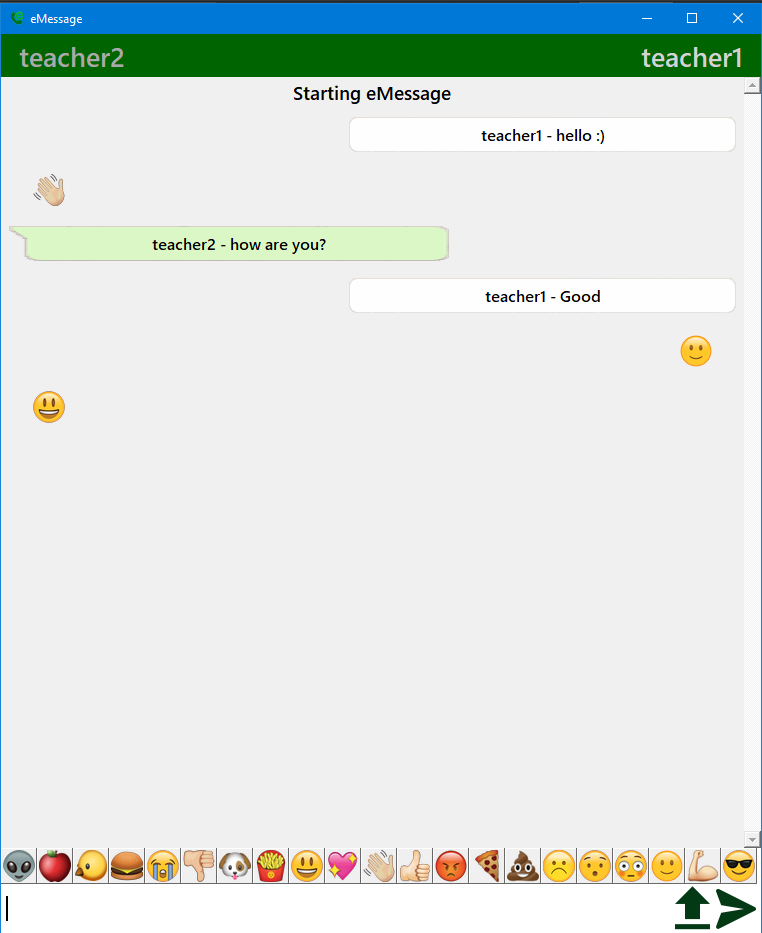 eMessage
teacher2 teacher1
Starting eMessage
teacher1 - hello :)
teacher2 - how are you?
teacher1 - Good